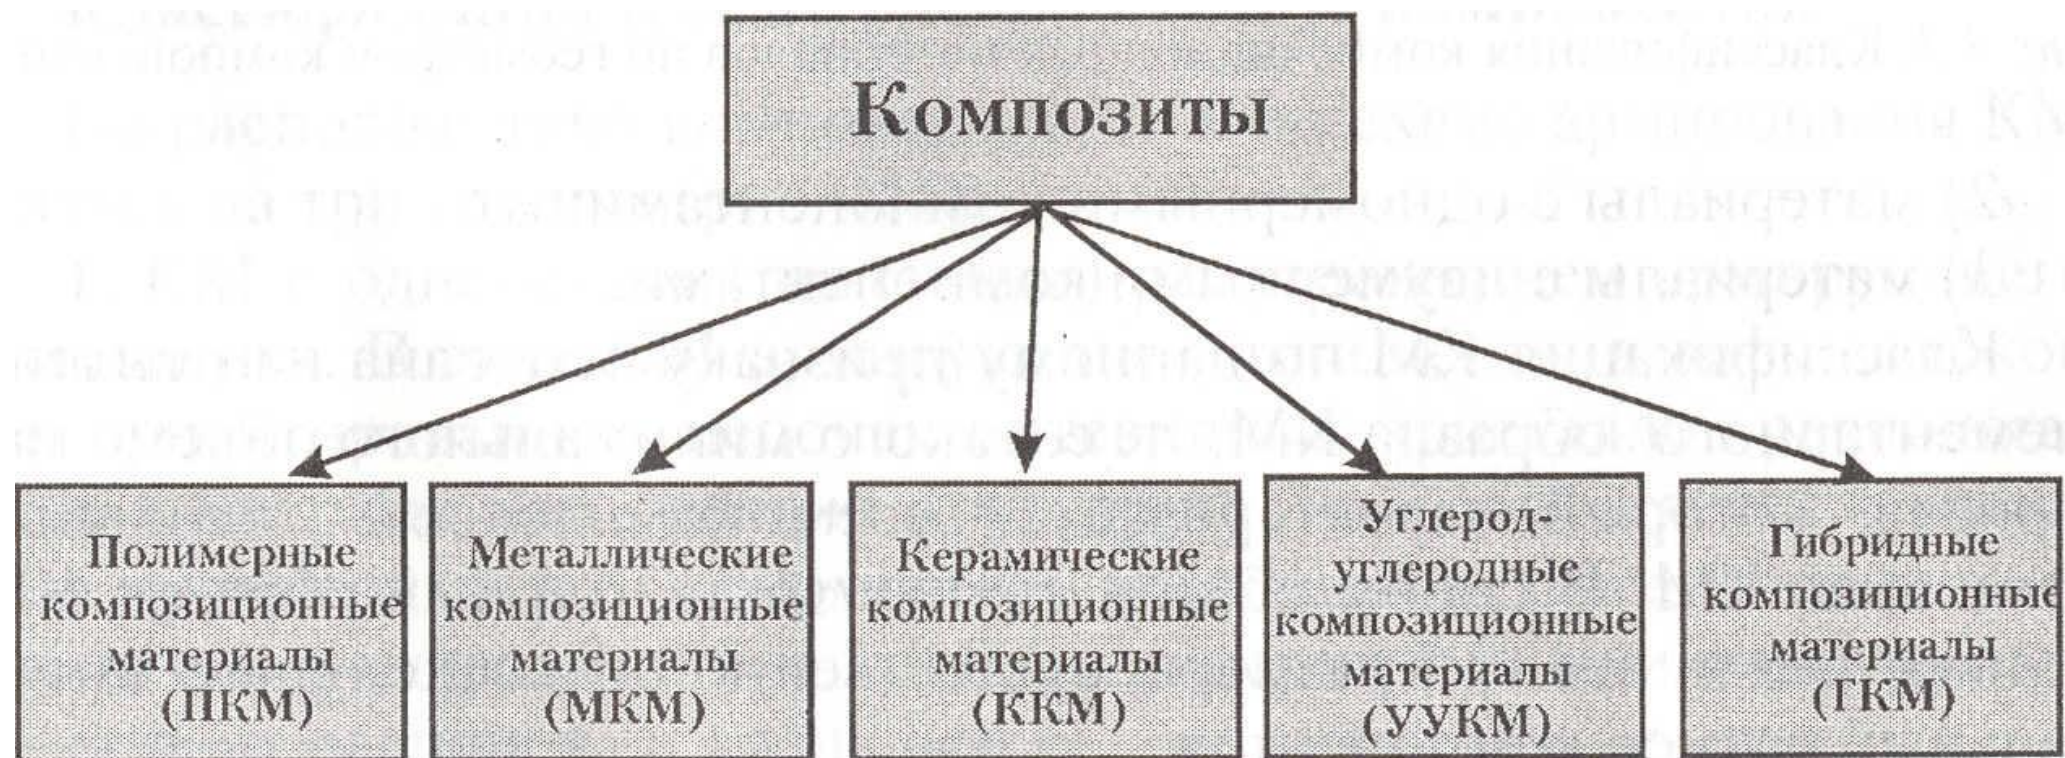 Композиты
Полимерные
композиционные
материалы
(ПКМ)
Металлические
композиционные
материалы
(МКМ)
Керамические
композиционные
материалы
(ККМ)
Углерод-
углеродные
композиционные
материалы
(УУКМ)
Гибридные
композиционные
материалы
(ГКМ)